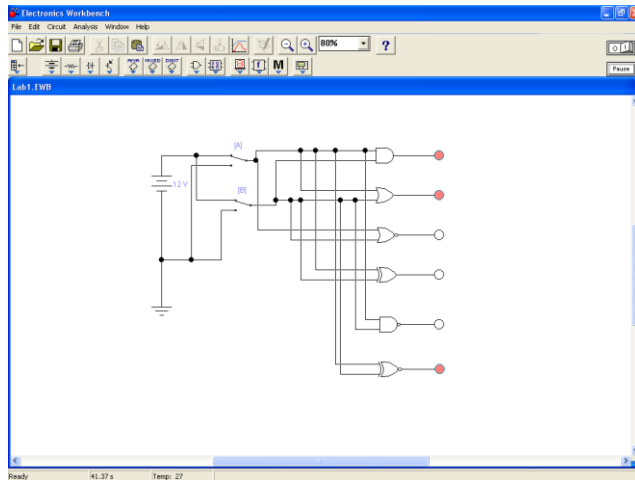 Electronics Workbench
File Edit Circuit Analysis Window Help
80%
?
Pause
Lab1.EWB
[A]
12 V
[B]
Ready 41.37 s Temp: 27